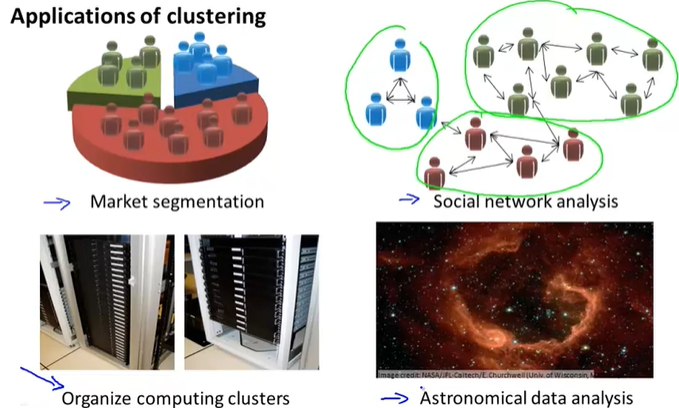 Applications of clustering
Market segmentation
Social network analysis
Image credit: NASA/JPL-Caltech/E. Churchwell (Univ. of Wisconsin,
Organize computing clusters
Astronomical data analysis